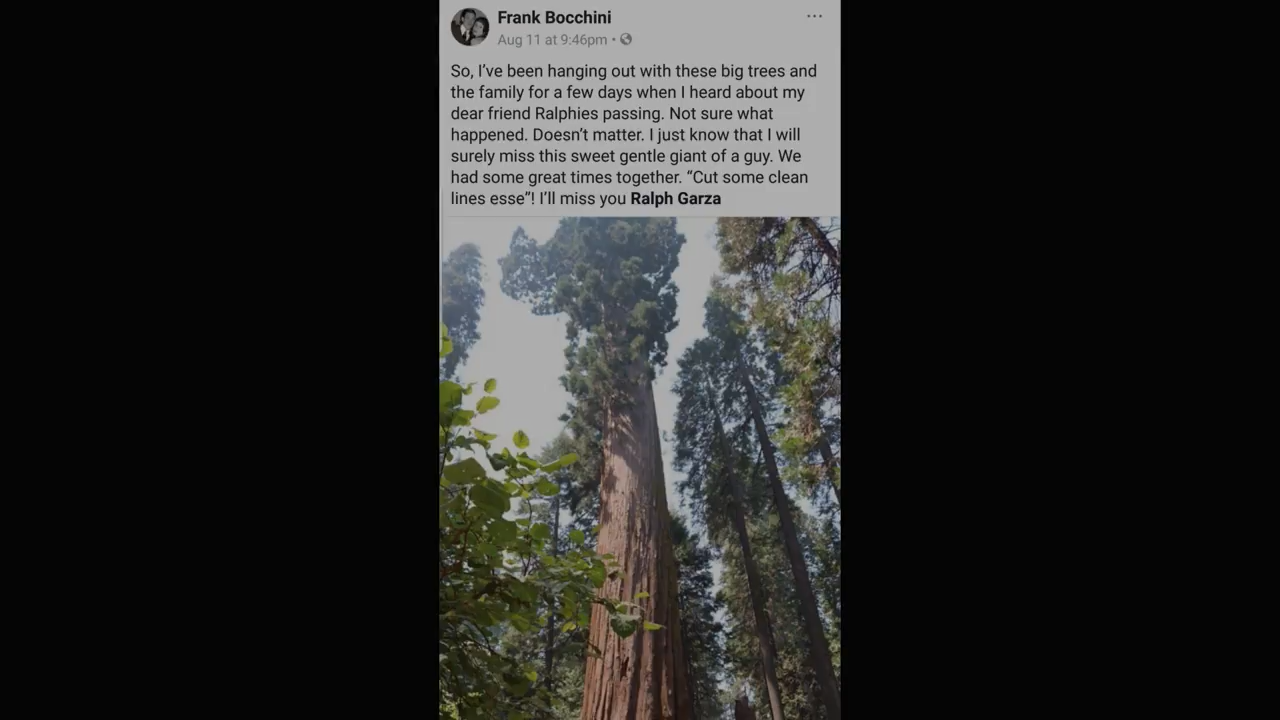 Frank Bocchini
Aug 11 at 9:46pm •
So, I've been hanging out with these big trees and
the family for a few days when I heard about my
dear friend Ralphies passing. Not sure what
happened. Doesn't matter. I just know that I will
surely miss this sweet gentle giant of a guy. We
had some great times together. “Cut some clean
lines esse”! I'll miss you Ralph Garza